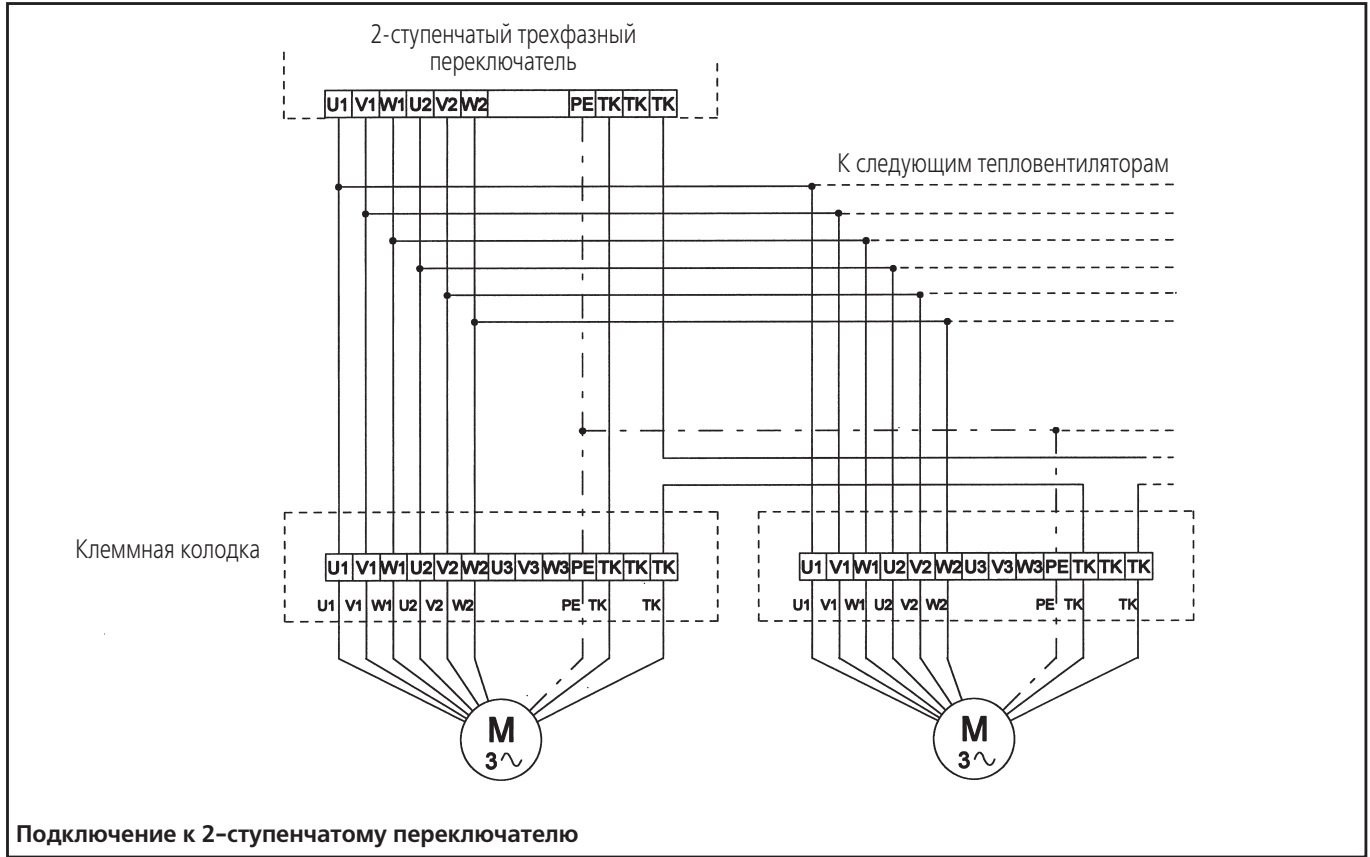 2-ступенчатый трехфазный
переключатель
U1 V1 W1 U2 V2 W2 PE TK TK TK
К следующим тепловентиляторам
Клеммная колодка
U1 V1 W1 U2 V2 W2 U3 V3 W3 PE TK TK TK
U1 V1 W1 U2 V2 W2 U3 V3 W3 PE TK TK TK
U1 V1 W1 U2 V2 W2 PE TK TK
U1 V1 W1 U2 V2 W2 PE TK TK
M
3~
M
3~
Подключение к 2-ступенчатому переключателю